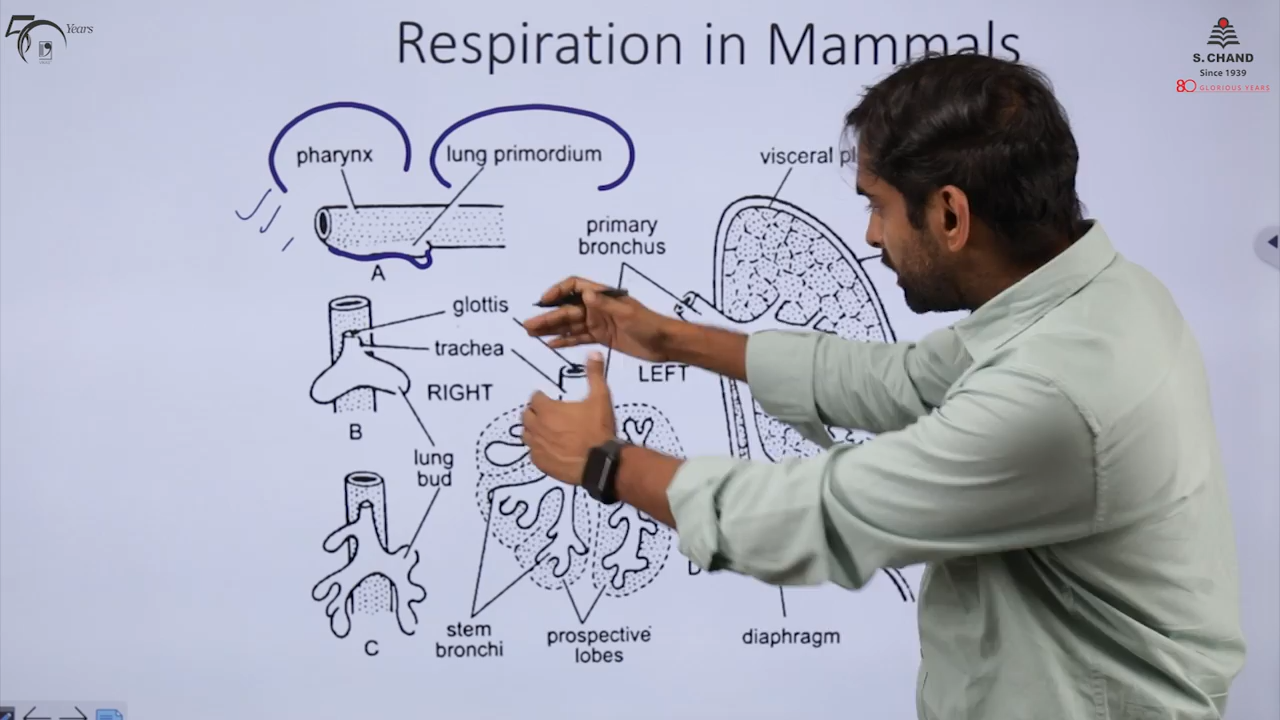 Years
Respiration in Mammals
S. CHAND
Since 1939
80 GLORIOUS YEARS
pharynx
lung primordium
visceral
primary
bronchus
A
glottis
trachea
LEFT
RIGHT
B
lung
bud
C
stem
bronchi
prospective
lobes
diaphragm